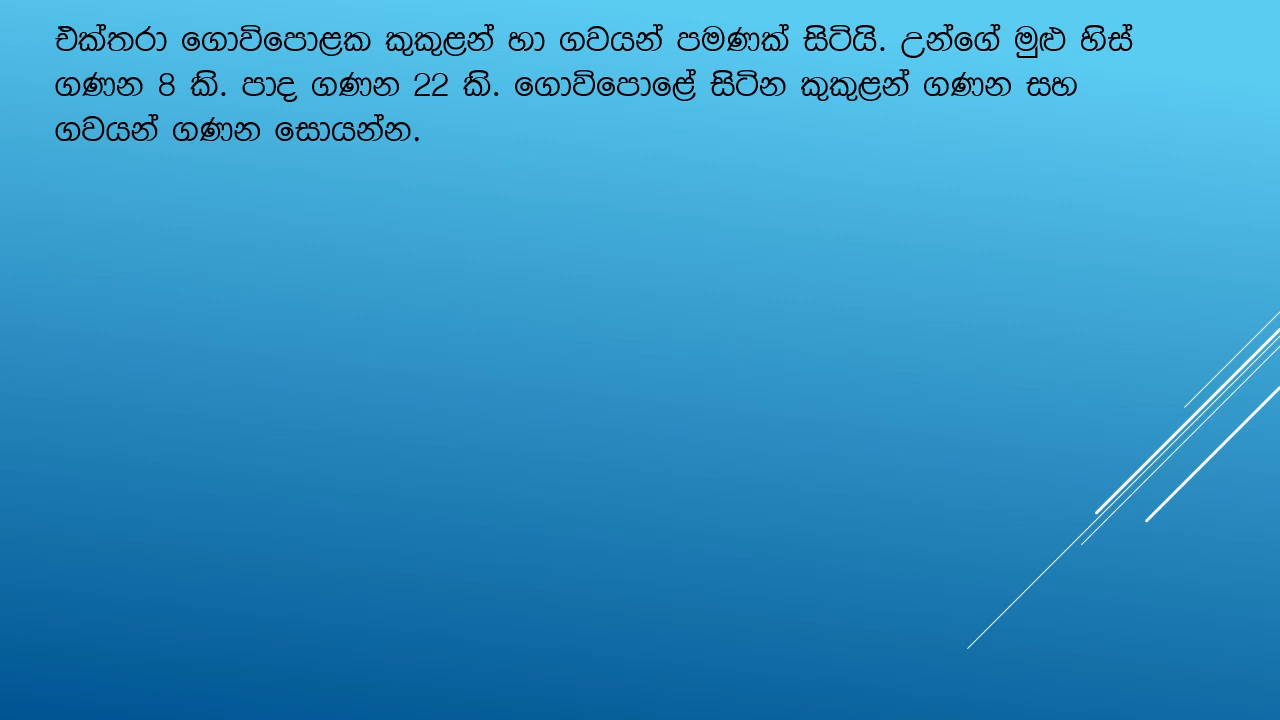 එක්තරා ගොවිපොළක කුකුළන් හා ගවයන් පමණක් සිටියි. උන්ගේ මුළු හිස්
ගණන 8 කි. පාද ගණන 22 කි. ගොවිපොළේ සිටින කුකුළන් ගණන සහ
ගවයන් ගණන සොයන්න.